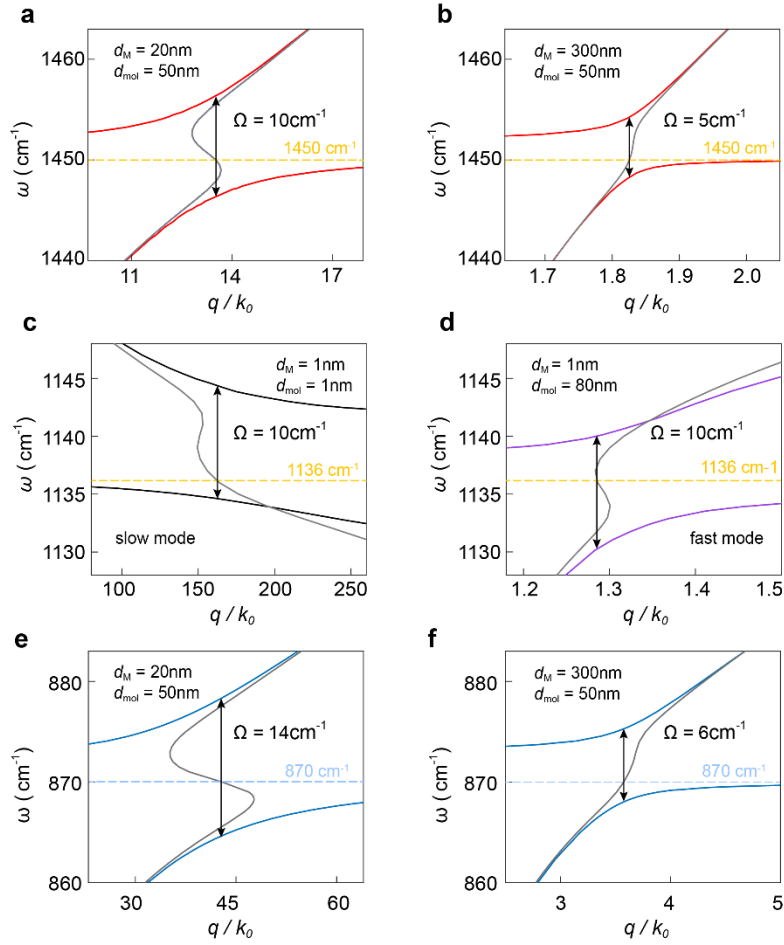 a
d_M = 20nm
d_mol = 50nm
Ω = 10cm⁻¹
1450 cm⁻¹
1460
1450
1440
ω (cm⁻¹)
11
14
17
q / k₀
b
d_M = 300nm
d_mol = 50nm
Ω = 5cm⁻¹
1450 cm⁻¹
1460
1450
1440
ω (cm⁻¹)
1.7
1.8
1.9
2.0
q / k₀
c
d_M = 1nm
d_mol = 1nm
Ω = 10cm⁻¹
1136 cm⁻¹
slow mode
1145
1140
1135
1130
ω (cm⁻¹)
100
150
200
250
q / k₀
d
d_M = 1nm
d_mol = 80nm
Ω = 10cm⁻¹
1136 cm-1
fast mode
1145
1140
1135
1130
ω (cm⁻¹)
1.2
1.3
1.4
1.5
q / k₀
e
d_M = 20nm
d_mol = 50nm
Ω = 14cm⁻¹
870 cm⁻¹
880
870
860
ω (cm⁻¹)
30
45
60
q / k₀
f
d_M = 300nm
d_mol = 50nm
Ω = 6cm⁻¹
870 cm⁻¹
880
870
860
ω (cm⁻¹)
3
4
5
q / k₀